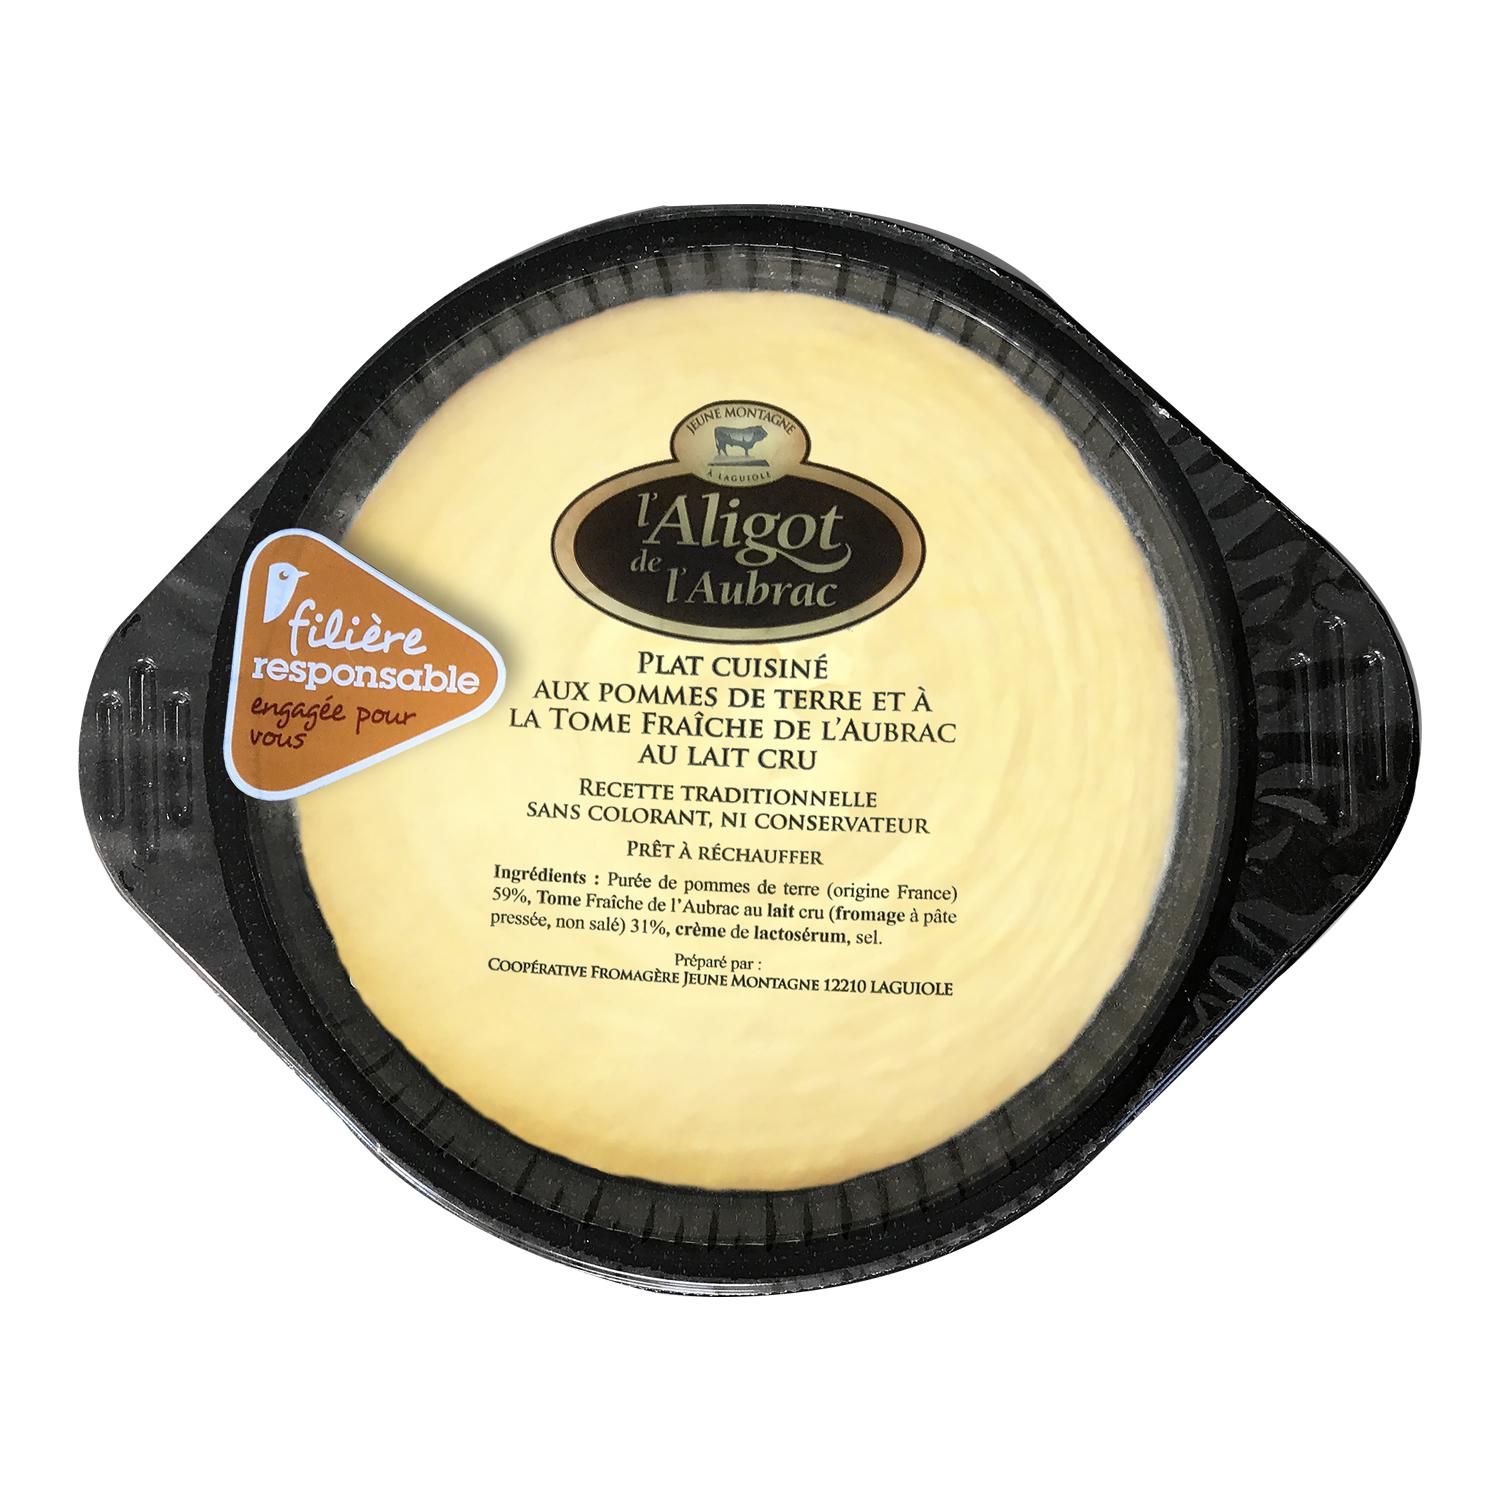 JEUNE MONTAGNE
À LAGUIOLE
l'Aligot
de
l'Aubrac
filière
responsable
engagée pour
vous
PLAT CUISINÉ
AUX POMMES DE TERRE ET À
LA TOME FRAÎCHE DE L'AUBRAC
AU LAIT CRU
RECETTE TRADITIONNELLE
SANS COLORANT, NI CONSERVATEUR
PRÊT À RÉCHAUFFER
Ingrédients : Purée de pommes de terre (origine France)
59%, Tome Fraîche de l'Aubrac au lait cru (fromage à pâte
pressée, non salé) 31%, crème de lactosérum, sel.
Préparé par :
COOPÉRATIVE FROMAGÈRE JEUNE MONTAGNE 12210 LAGUIOLE